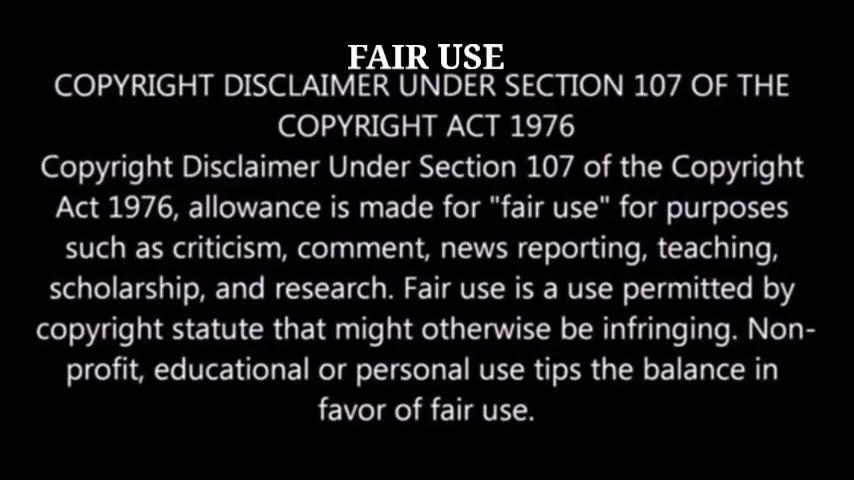 FAIR USE
COPYRIGHT DISCLAIMER UNDER SECTION 107 OF THE
COPYRIGHT ACT 1976
Copyright Disclaimer Under Section 107 of the Copyright
Act 1976, allowance is made for "fair use" for purposes
such as criticism, comment, news reporting, teaching,
scholarship, and research. Fair use is a use permitted by
copyright statute that might otherwise be infringing. Non-
profit, educational or personal use tips the balance in
favor of fair use.